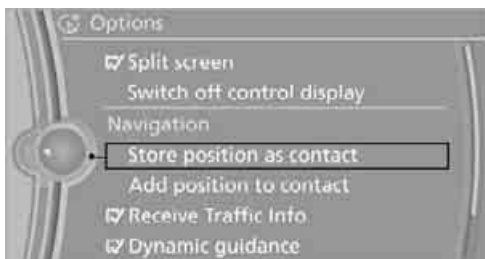 Options
Split screen
Switch off control display
Navigation
Store position as contact
Add position to contact
Receive Traffic Info
Dynamic guidance